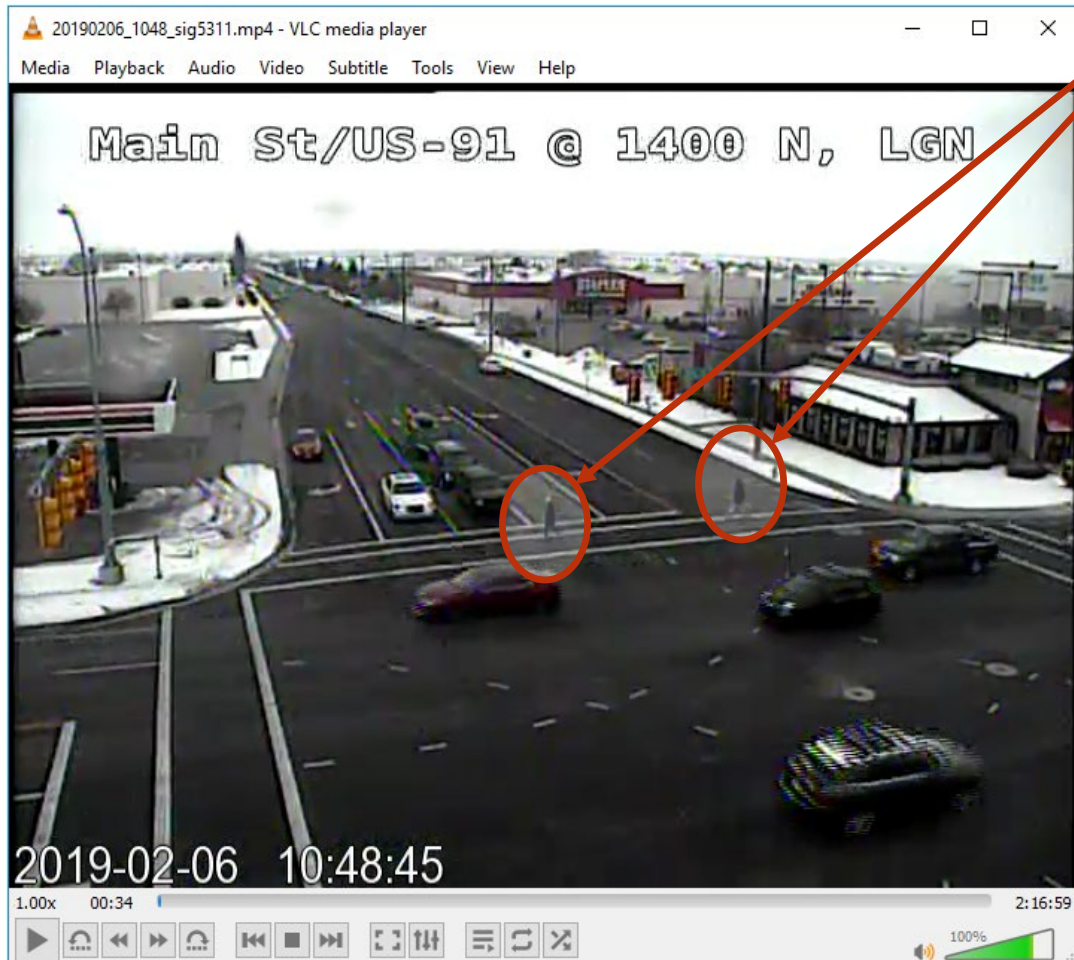 20190206_1048_sig5311.mp4 - VLC media player
Media Playback Audio Video Subtitle Tools View Help
Main St/US-91 @ 1400 N, LGN
STAPLES
2019-02-06 10:48:45
1.00x 00:34 2:16:59
100%